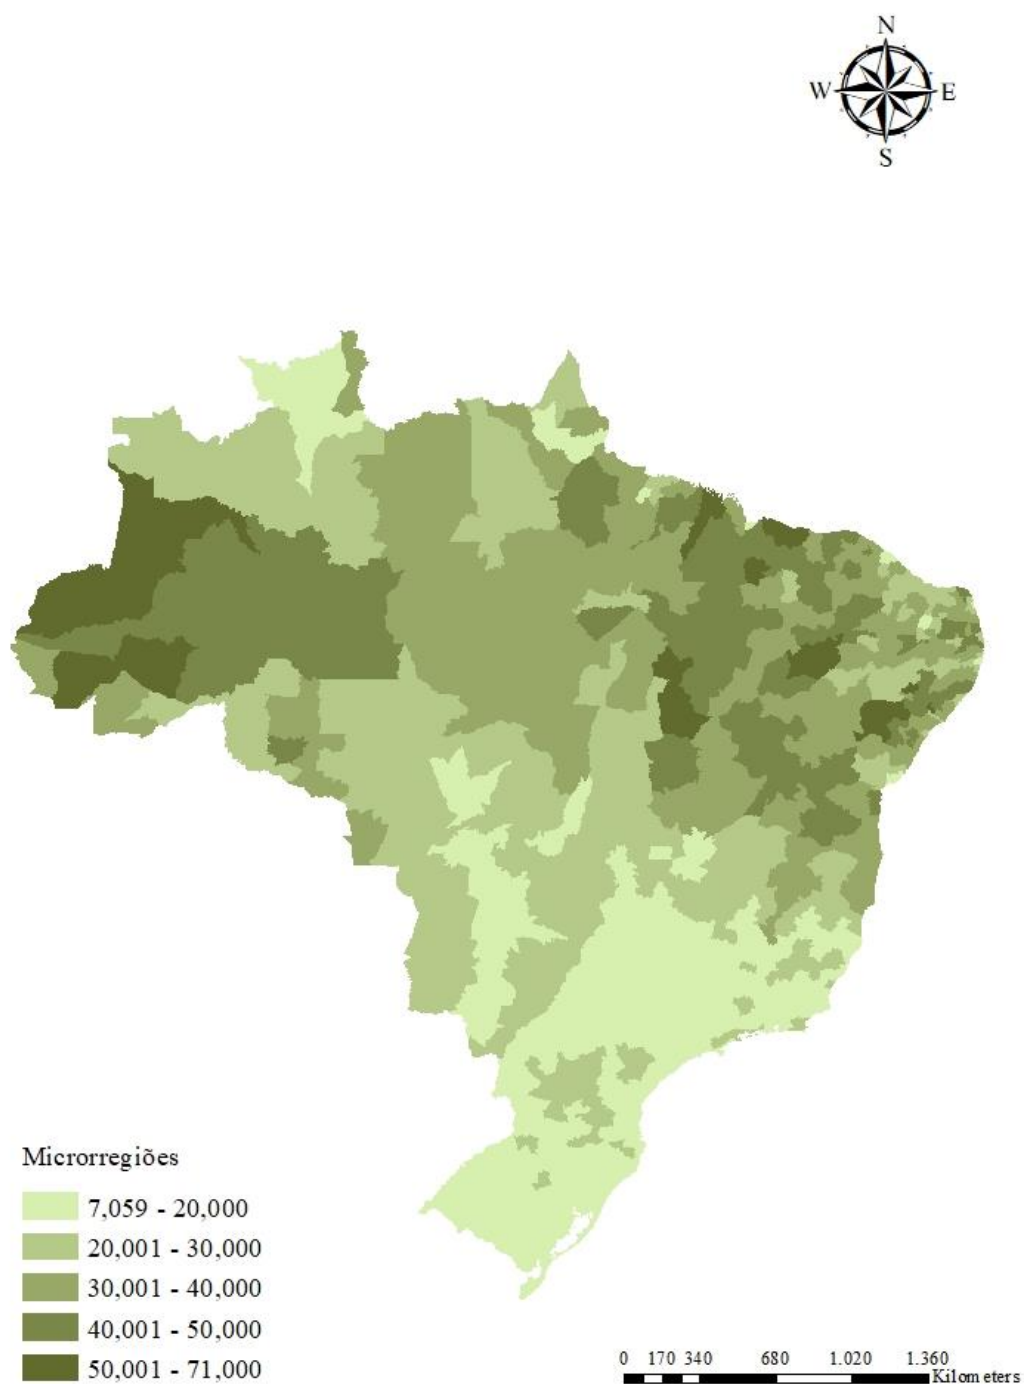 N
W E
S
Microrregiões
7,059 - 20,000
20,001 - 30,000
30,001 - 40,000
40,001 - 50,000
50,001 - 71,000
0 170 340 680 1.020 1.360
Kilometers